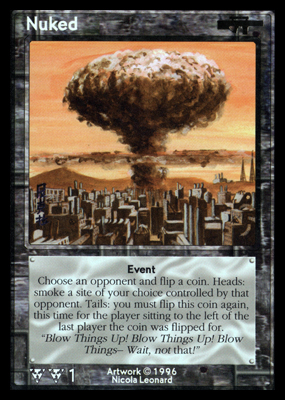 Nuked
Event
Choose an opponent and flip a coin. Heads:
smoke a site of your choice controlled by that
opponent. Tails: you must flip this coin again,
this time for the player sitting to the left of the
last player the coin was flipped for.
"Blow Things Up! Blow Things Up! Blow
Things– Wait, not that!"
1
Artwork © 1996
Nicola Leonard